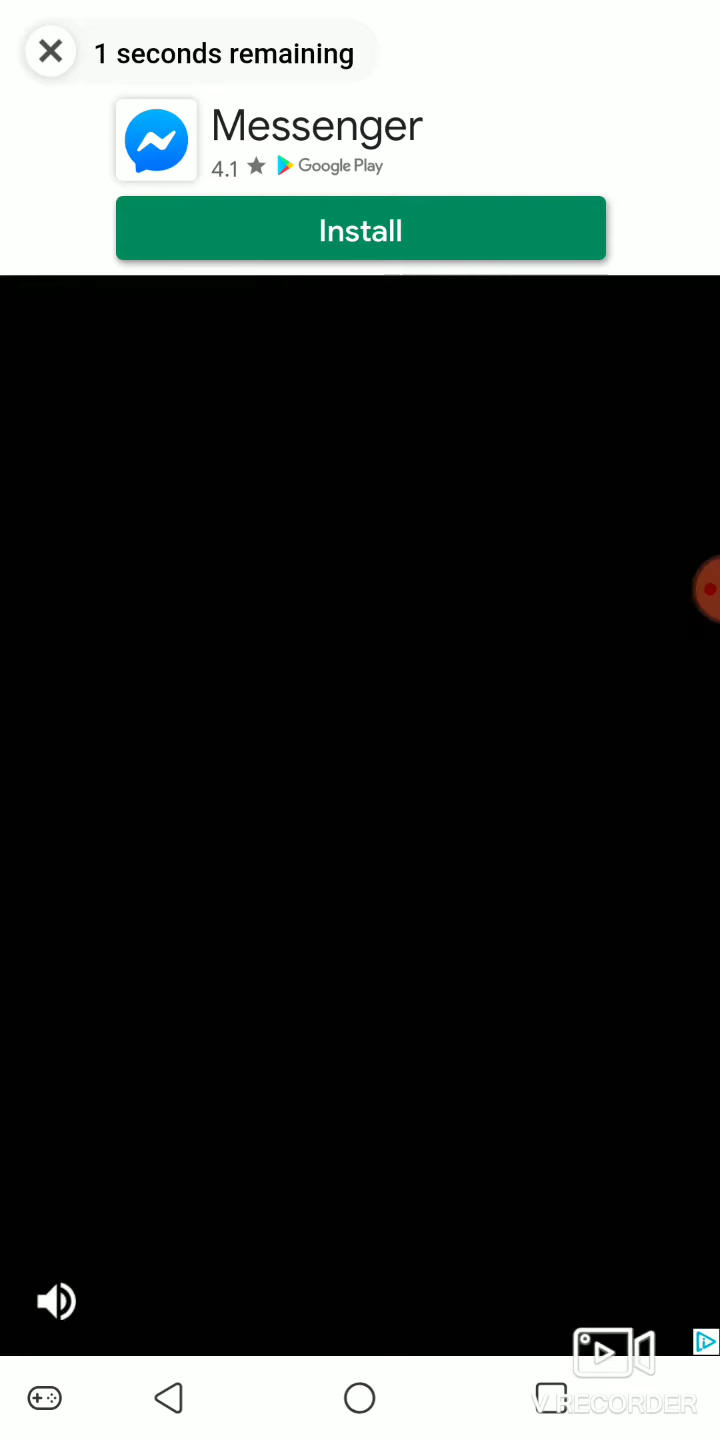 1 seconds remaining
Messenger
4.1 ★ Google Play
Install
V.RECORDER